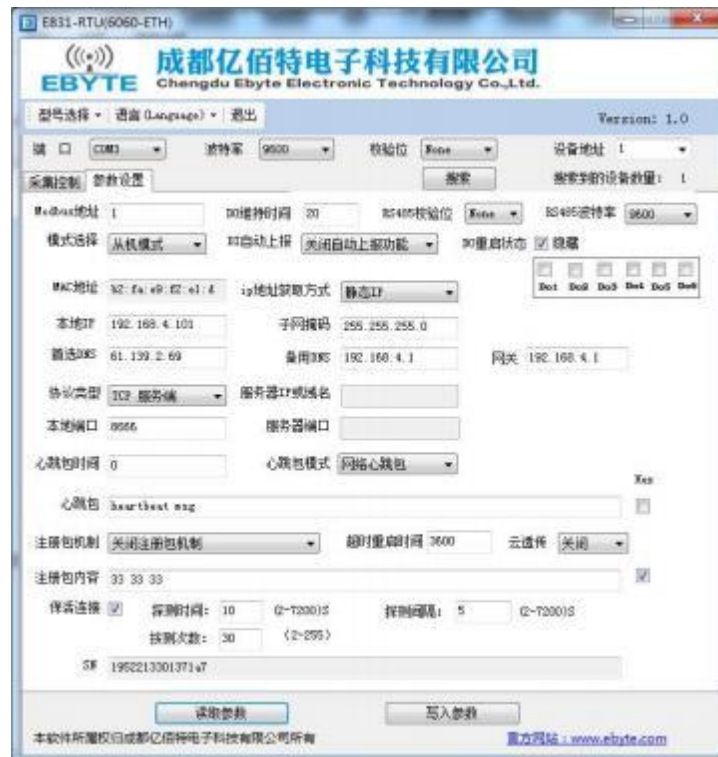 E831-RTU(6060-ETH)
((•)) 成都亿佰特电子科技有限公司
EBYTE Chengdu Ebyte Electronic Technology Co.,Ltd.
型号选择 语言(Language) 退出 Version: 1.0
端 口 COM3 波特率 9600 校验位 None 设备地址 1
采集控制 参数设置 搜索 搜索到的设备数量: 1
Modbus地址 1 DO维持时间 20 RS485校验位 None RS485波特率 9600
模式选择 从机模式 DI自动上报 关闭自动上报功能 DO重启状态 隐藏
Do1 Do2 Do3 Do4 Do5 Do6
MAC地址 ip地址获取方式 静态IP
本地IP 192.168.4.101 子网掩码 255.255.255.0
首选DNS 61.139.2.69 备用DNS 192.168.4.1 网关 192.168.4.1
协议类型 TCP 服务端 服务器IP或域名
本地端口 服务器端口
心跳包时间 0 心跳包模式 网络心跳包
Hex
心跳包 heartbeat msg
注册包机制 关闭注册包机制 超时重启时间 3600 云透传 关闭
注册包内容 33 33 33
保活连接 探测时间: 10 (2-7200)S 探测间隔: 5 (2-7200)S
探测次数: 30 (2-255)
SN
读取参数 写入参数
本软件所属权归成都亿佰特电子科技有限公司所有 官方网站:www.ebyte.com